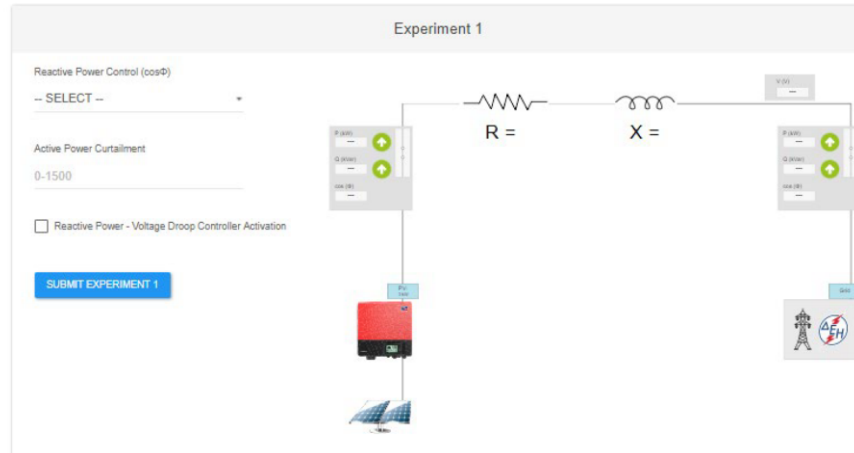 Experiment 1
Reactive Power Control (cosΦ)
-- SELECT --
Active Power Curtailment
0-1500
Reactive Power - Voltage Droop Controller Activation
SUBMIT EXPERIMENT 1
R =
X =
V (V)
--
P (kW)
--
Q (kVar)
--
cos (Φ)
--
P (kW)
--
Q (kVar)
--
cos (Φ)
--
PV
Grid
ΔEH